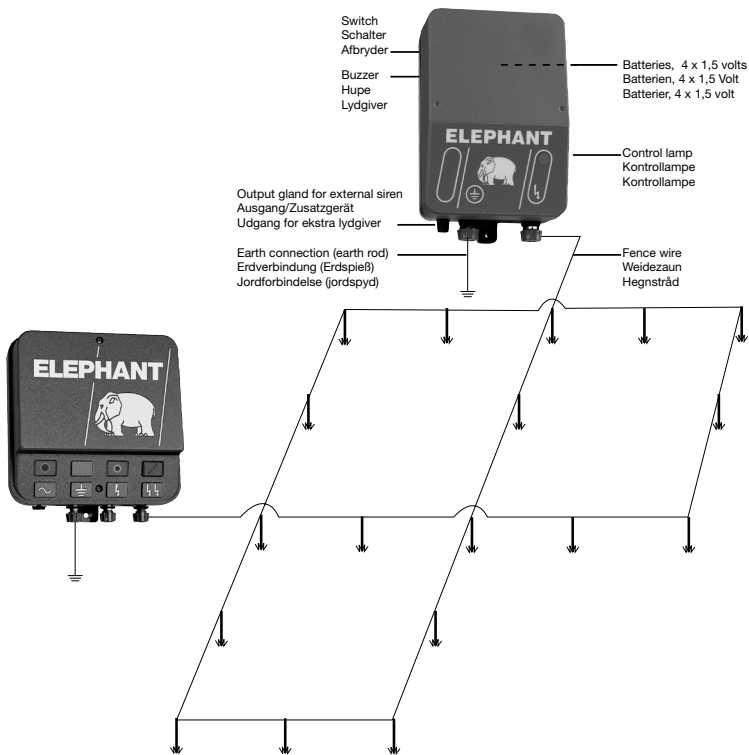 Switch
Schalter
Afbryder
Buzzer
Hupe
Lydgiver
Batteries, 4 x 1,5 volts
Batterien, 4 x 1,5 Volt
Batterier, 4 x 1,5 volt
ELEPHANT
Control lamp
Kontrollampe
Kontrollampe
Output gland for external siren
Ausgang/Zusatzgerät
Udgang for ekstra lydgiver
Earth connection (earth rod)
Erdverbindung (Erdspieß)
Jordforbindelse (jordspyd)
Fence wire
Weidezaun
Hegnstråd
ELEPHANT